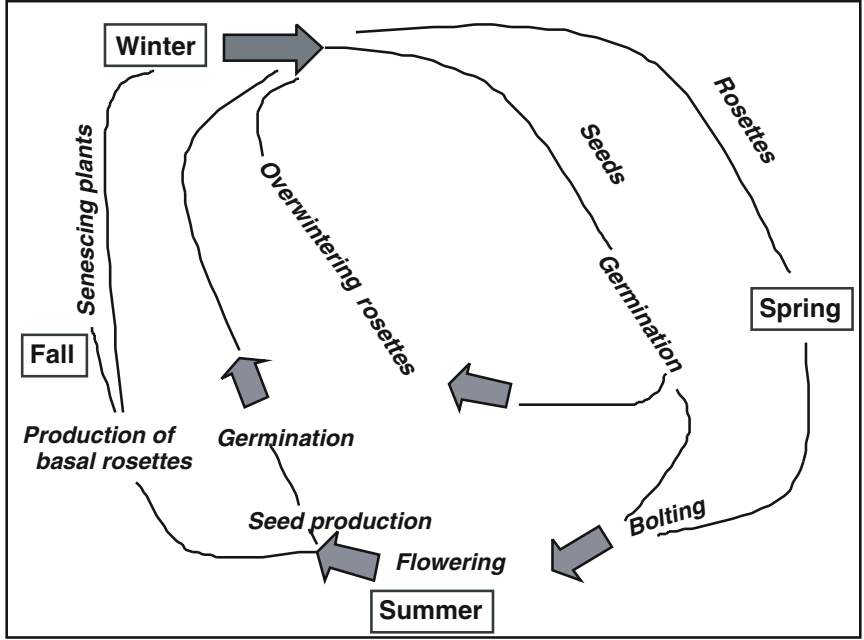 Winter
Rosettes
Seeds
Senescing plants
Overwintering rosettes
Germination
Spring
Fall
Production of
basal rosettes
Germination
Seed production
Bolting
Flowering
Summer